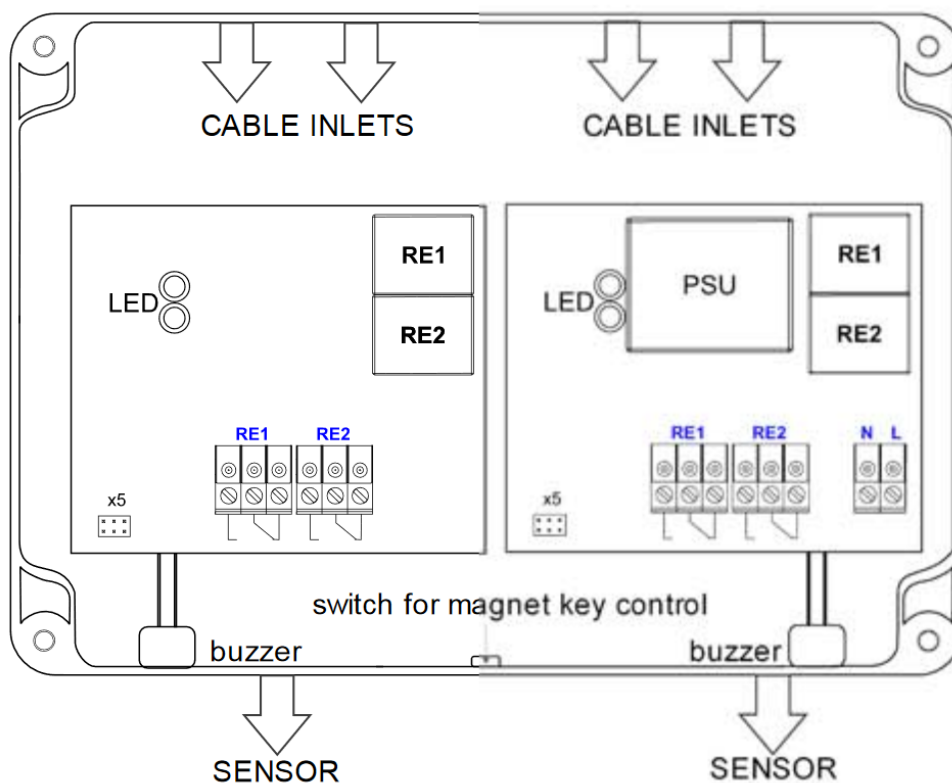 CABLE INLETS CABLE INLETS
RE1 PSU RE1
LED LED
RE2 RE2
RE1 RE2 RE1 RE2 N L
x5 x5
switch for magnet key control
buzzer buzzer
SENSOR SENSOR